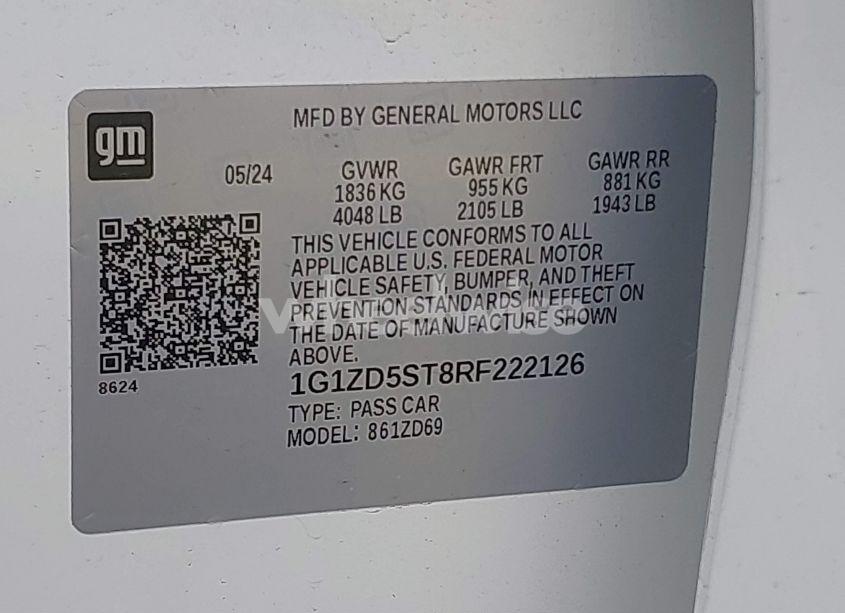 gm
MFD BY GENERAL MOTORS LLC
05/24
GVWR GAWR FRT GAWR RR
1836 KG 955 KG 881 KG
4048 LB 2105 LB 1943 LB
THIS VEHICLE CONFORMS TO ALL
APPLICABLE U.S. FEDERAL MOTOR
VEHICLE SAFETY, BUMPER, AND THEFT
PREVENTION STANDARDS IN EFFECT ON
THE DATE OF MANUFACTURE SHOWN
ABOVE.
8624
1G1ZD5ST8RF222126
TYPE: PASS CAR
MODEL: 861ZD69